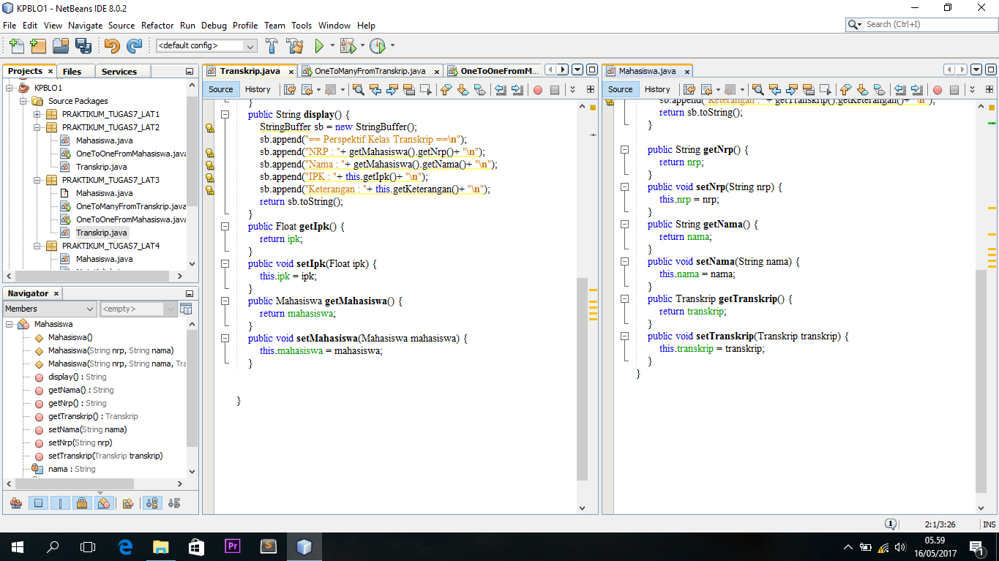 KPBLO1 - NetBeans IDE 8.0.2
File Edit View Navigate Source Refactor Run Debug Profile Team Tools Window Help
Search (Ctrl+I)
<default config>
Projects
Files
Services
KPBLO1
Source Packages
PRAKTIKUM_TUGAS7_LAT1
PRAKTIKUM_TUGAS7_LAT2
Mahasiswa.java
OneToOneFromMahasiswa.java
Transkrip.java
PRAKTIKUM_TUGAS7_LAT3
Mahasiswa.java
OneToManyFromTranskrip.java
OneToOneFromMahasiswa.java
Transkrip.java
PRAKTIKUM_TUGAS7_LAT4
Mahasiswa.java
Navigator
Members
<empty>
Mahasiswa
Mahasiswa()
Mahasiswa(String nrp, String nama)
Mahasiswa(String nrp, String nama, Tra
display() : String
getNama() : String
getNrp() : String
getTranskrip() : Transkrip
setNama(String nama)
setNrp(String nrp)
setTranskrip(Transkrip transkrip)
nama : String
Transkrip.java
OneToManyFromTranskrip.java
OneToOneFromM...
Source
History
}
public String display() {
StringBuffer sb = new StringBuffer();
sb.append("== Perspektif Kelas Transkrip ==\n");
sb.append("NRP : "+ getMahasiswa().getNrp()+ "\n");
sb.append("Nama : "+ getMahasiswa().getNama()+ "\n");
sb.append("IPK : "+ this.getIpk()+ "\n");
sb.append("Keterangan : "+ this.getKeterangan()+ "\n");
return sb.toString();
}
public Float getIpk() {
return ipk;
}
public void setIpk(Float ipk) {
this.ipk = ipk;
}
public Mahasiswa getMahasiswa() {
return mahasiswa;
}
public void setMahasiswa(Mahasiswa mahasiswa) {
this.mahasiswa = mahasiswa;
}
}
Mahasiswa.java
Source
History
sb.append("Keterangan : "+ getTranskrip().getKeterangan()+ "\n");
return sb.toString();
}
public String getNrp() {
return nrp;
}
public void setNrp(String nrp) {
this.nrp = nrp;
}
public String getNama() {
return nama;
}
public void setNama(String nama) {
this.nama = nama;
}
public Transkrip getTranskrip() {
return transkrip;
}
public void setTranskrip(Transkrip transkrip) {
this.transkrip = transkrip;
}
}
1
2:1/3:26
INS
Pr
S
05.59
16/05/2017
1